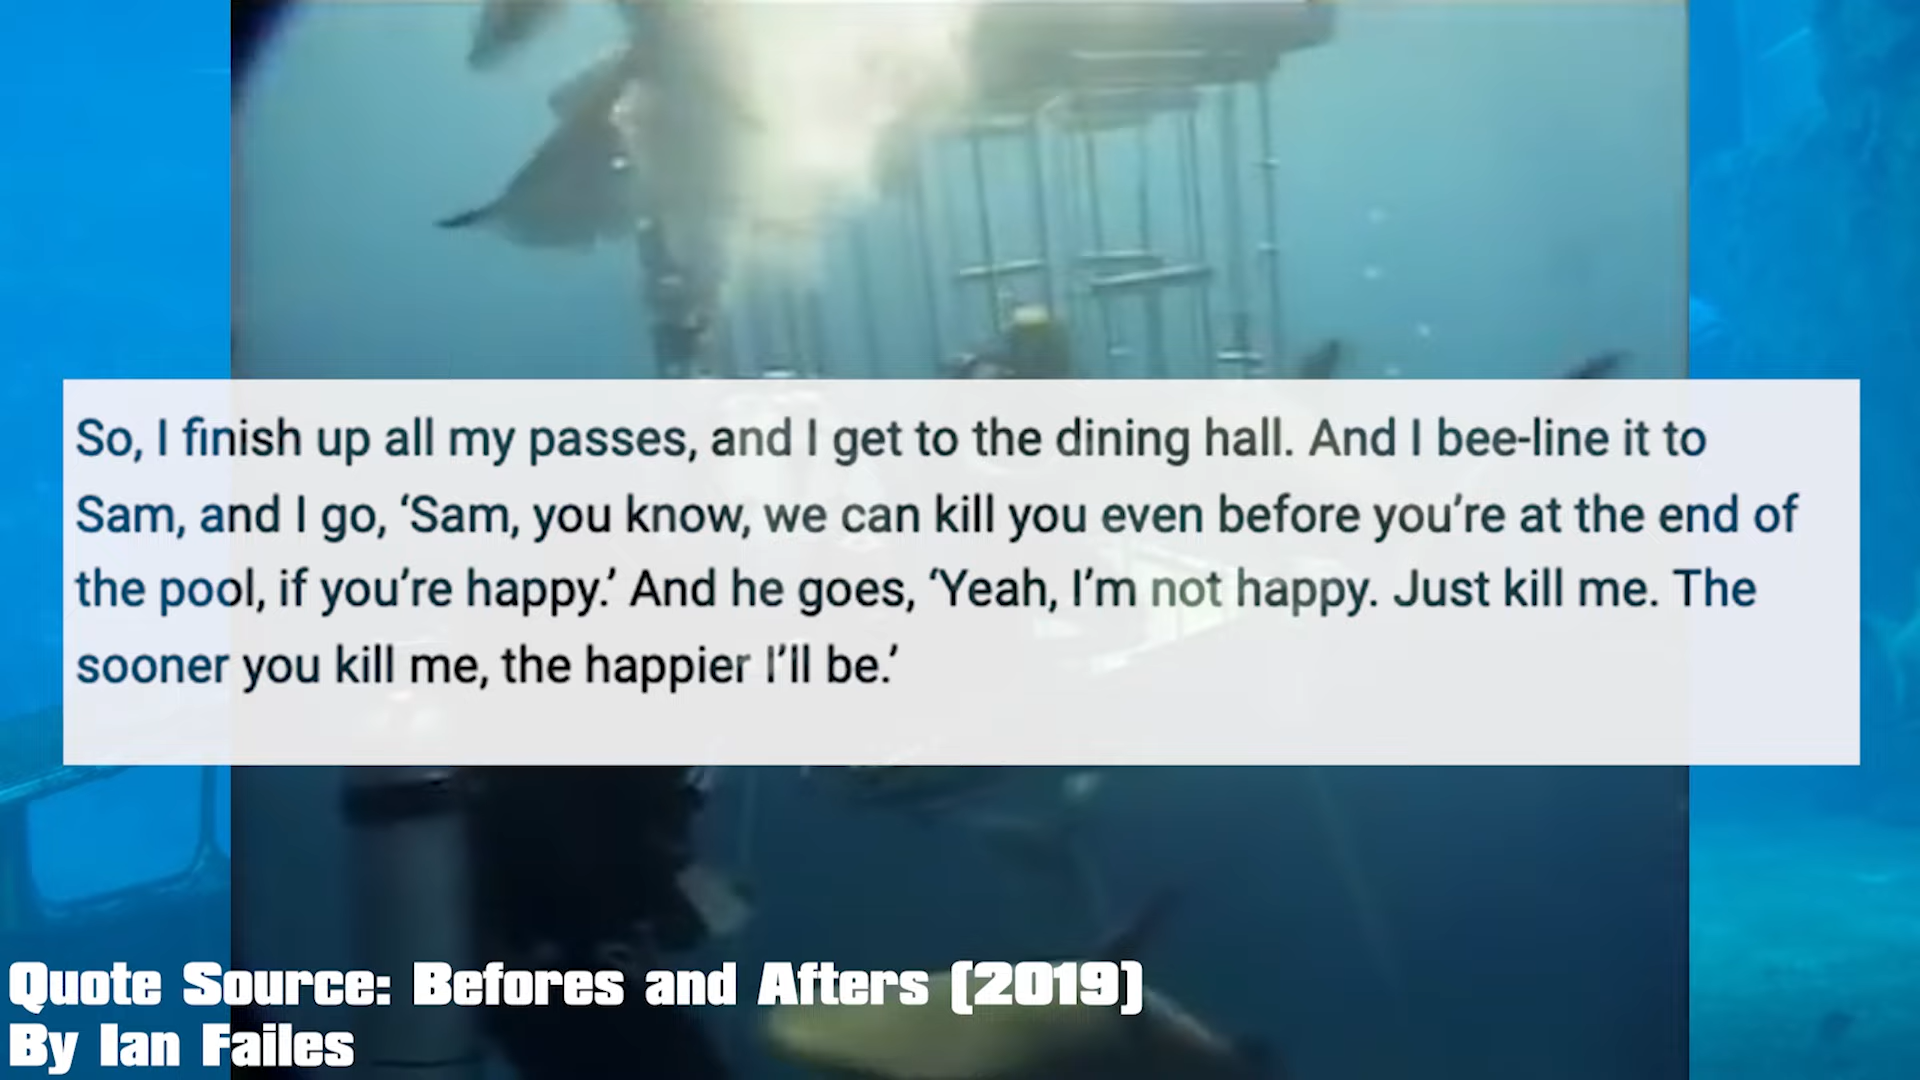 So, I finish up all my passes, and I get to the dining hall. And I bee-line it to
Sam, and I go, ‘Sam, you know, we can kill you even before you’re at the end of
the pool, if you’re happy.’ And he goes, ‘Yeah, I’m not happy. Just kill me. The
sooner you kill me, the happier I’ll be.’
Quote Source: Befores and Afters (2019)
By Ian Failes